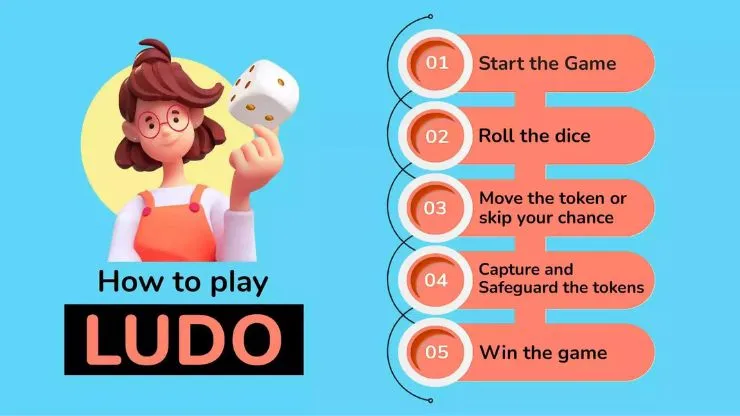 How to play
LUDO
01
Start the Game
02
Roll the dice
03
Move the token or
skip your chance
04
Capture and
Safeguard the tokens
05
Win the game